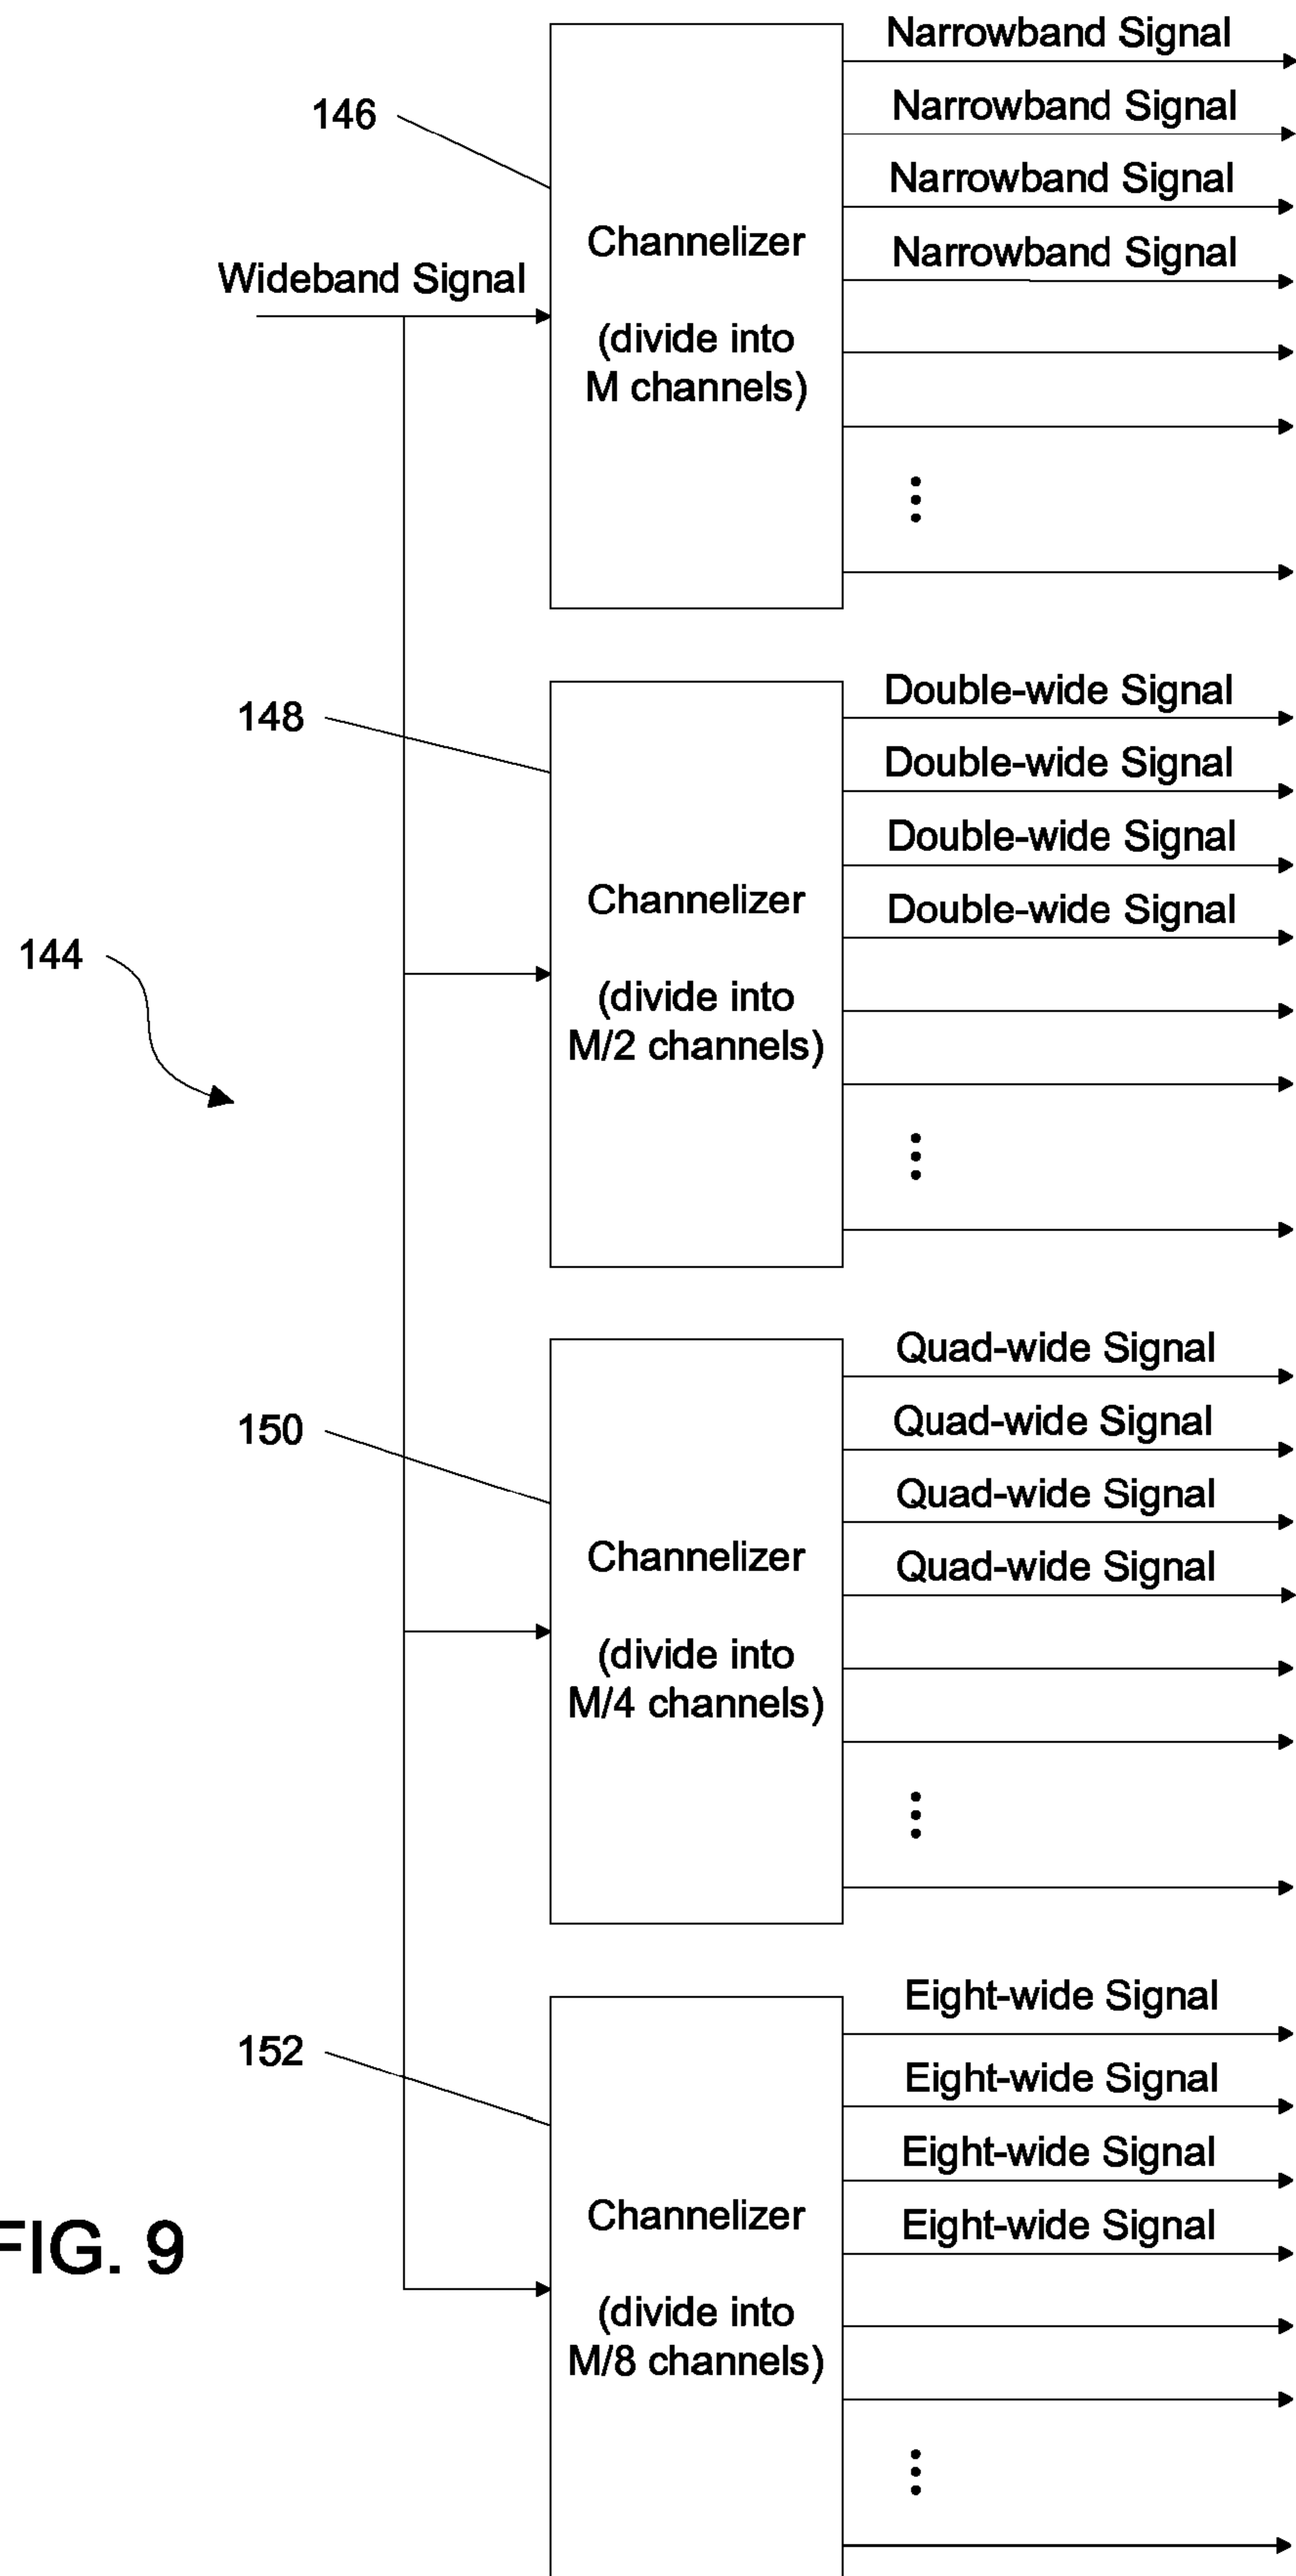 Narrowband Signal
Narrowband Signal
Narrowband Signal
Narrowband Signal
146
Wideband Signal
Channelizer
(divide into
M channels)
Double-wide Signal
Double-wide Signal
Double-wide Signal
Double-wide Signal
148
Channelizer
(divide into
M/2 channels)
144
Quad-wide Signal
Quad-wide Signal
Quad-wide Signal
Quad-wide Signal
150
Channelizer
(divide into
M/4 channels)
Eight-wide Signal
Eight-wide Signal
Eight-wide Signal
Eight-wide Signal
152
Channelizer
(divide into
M/8 channels)
FIG. 9